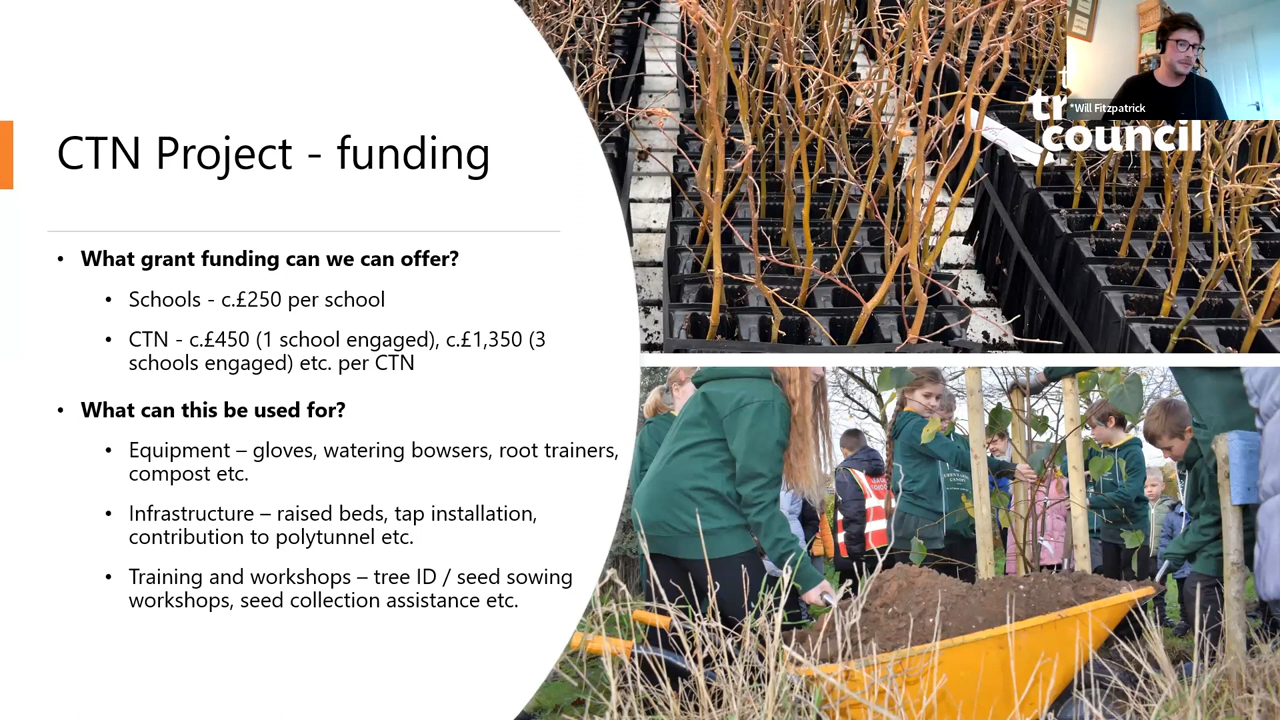 CTN Project - funding
• What grant funding can we can offer?
• Schools - c.£250 per school
• CTN - c.£450 (1 school engaged), c.£1,350 (3
schools engaged) etc. per CTN
• What can this be used for?
• Equipment – gloves, watering bowsers, root trainers,
compost etc.
• Infrastructure – raised beds, tap installation,
contribution to polytunnel etc.
• Training and workshops – tree ID / seed sowing
workshops, seed collection assistance etc.
*Will Fitzpatrick
council